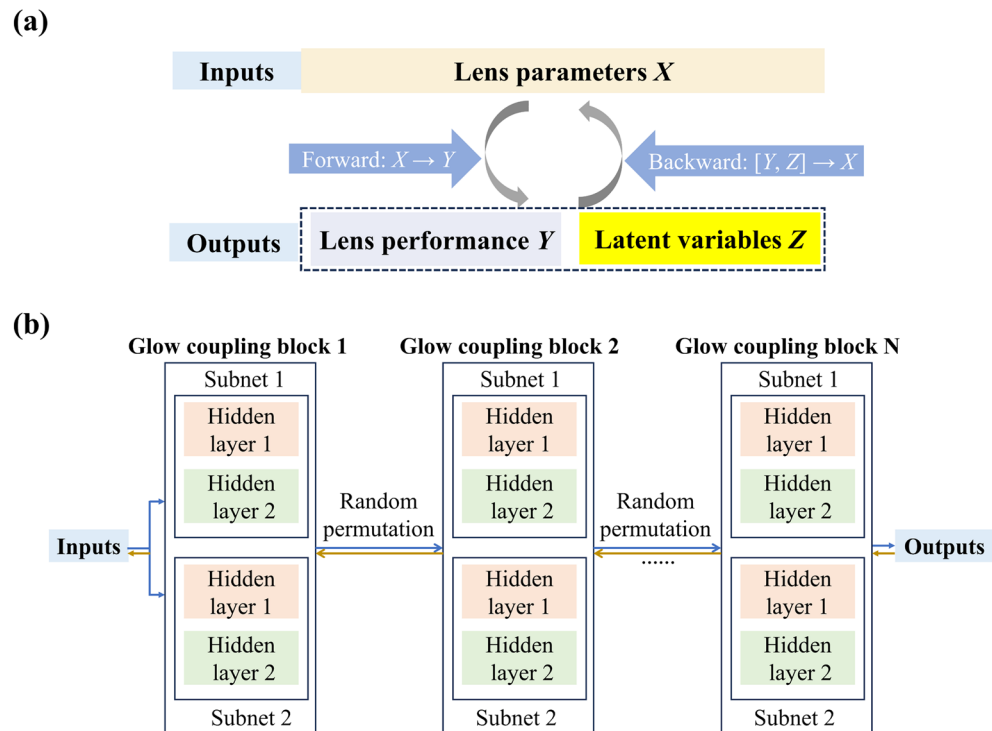 (a)
Inputs
Lens parameters X
Forward: X → Y
Backward: [Y, Z] → X
Outputs
Lens performance Y
Latent variables Z
(b)
Glow coupling block 1
Glow coupling block 2
Glow coupling block N
Subnet 1
Hidden
layer 1
Hidden
layer 2
Hidden
layer 1
Hidden
layer 2
Subnet 2
Subnet 1
Hidden
layer 1
Hidden
layer 2
Hidden
layer 1
Hidden
layer 2
Subnet 2
Subnet 1
Hidden
layer 1
Hidden
layer 2
Hidden
layer 1
Hidden
layer 2
Subnet 2
Inputs
Random
permutation
Random
permutation
......
Outputs